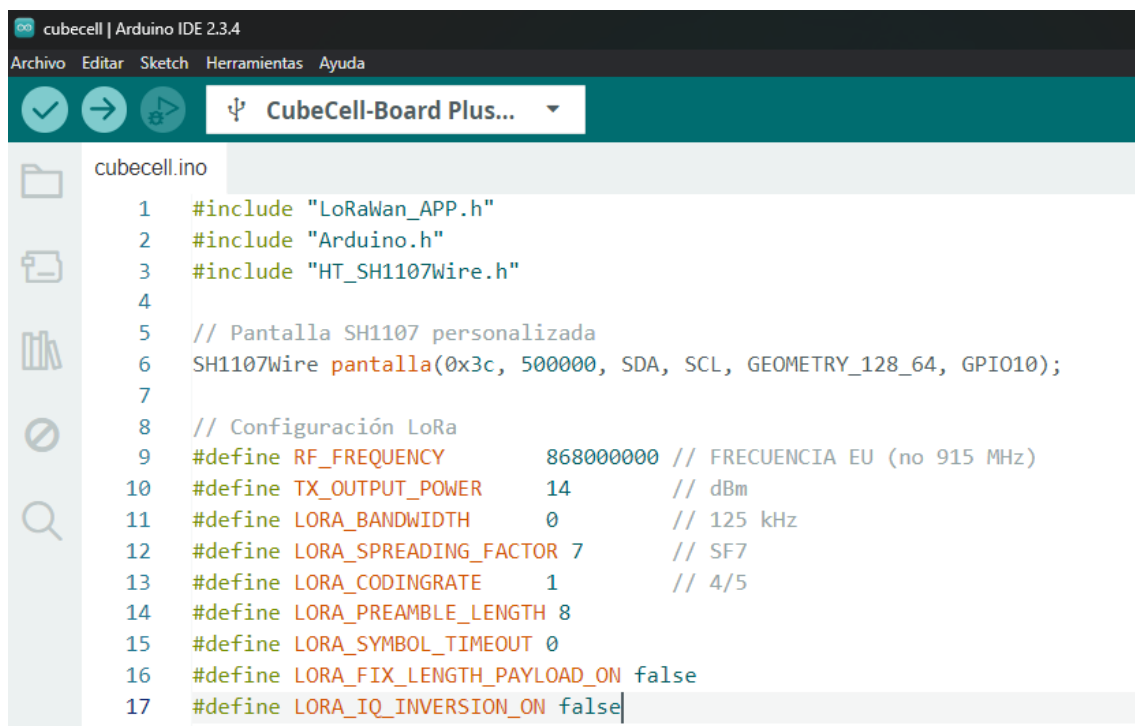 cubecell | Arduino IDE 2.3.4
Archivo Editar Sketch Herramientas Ayuda
CubeCell-Board Plus...
cubecell.ino
1 #include "LoRaWan_APP.h"
2 #include "Arduino.h"
3 #include "HT_SH1107Wire.h"
4
5 // Pantalla SH1107 personalizada
6 SH1107Wire pantalla(0x3c, 500000, SDA, SCL, GEOMETRY_128_64, GPIO10);
7
8 // Configuración LoRa
9 #define RF_FREQUENCY 868000000 // FRECUENCIA EU (no 915 MHz)
10 #define TX_OUTPUT_POWER 14 // dBm
11 #define LORA_BANDWIDTH 0 // 125 kHz
12 #define LORA_SPREADING_FACTOR 7 // SF7
13 #define LORA_CODINGRATE 1 // 4/5
14 #define LORA_PREAMBLE_LENGTH 8
15 #define LORA_SYMBOL_TIMEOUT 0
16 #define LORA_FIX_LENGTH_PAYLOAD_ON false
17 #define LORA_IQ_INVERSION_ON false